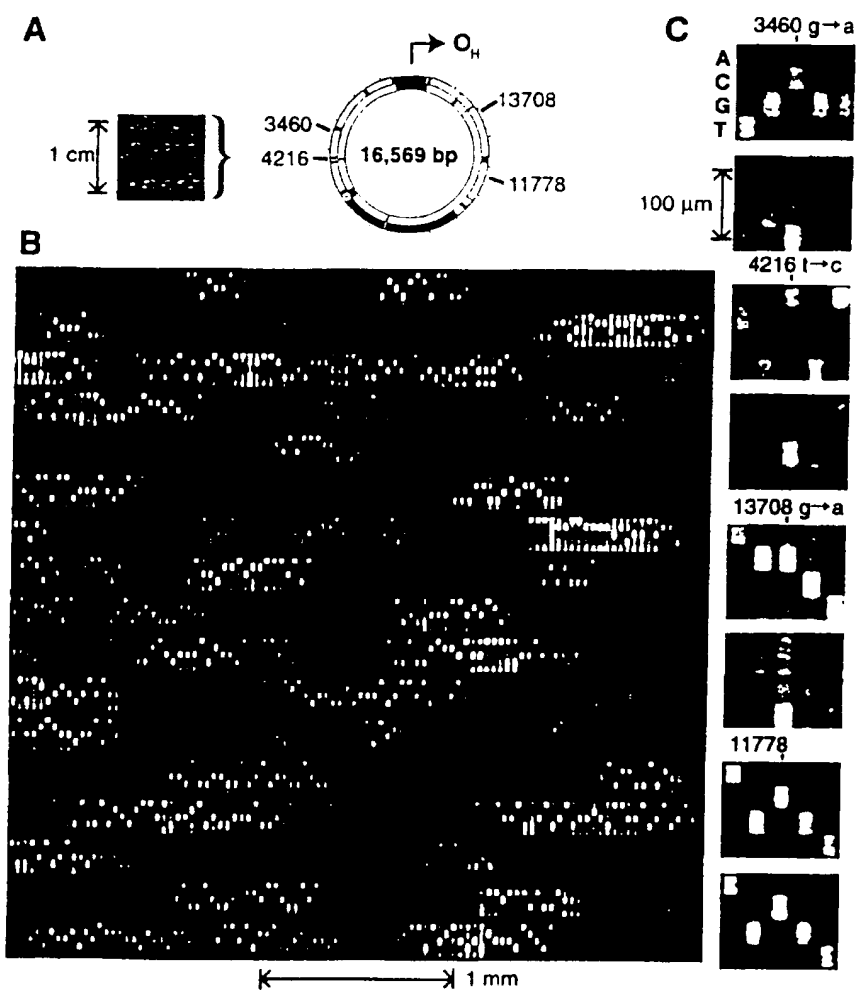 A
O_H
13708
3460
4216
16,569 bp
11778
1 cm
B
1 mm
C
3460 g→a
A
C
G
T
100 µm
4216 t→c
13708 g→a
11778